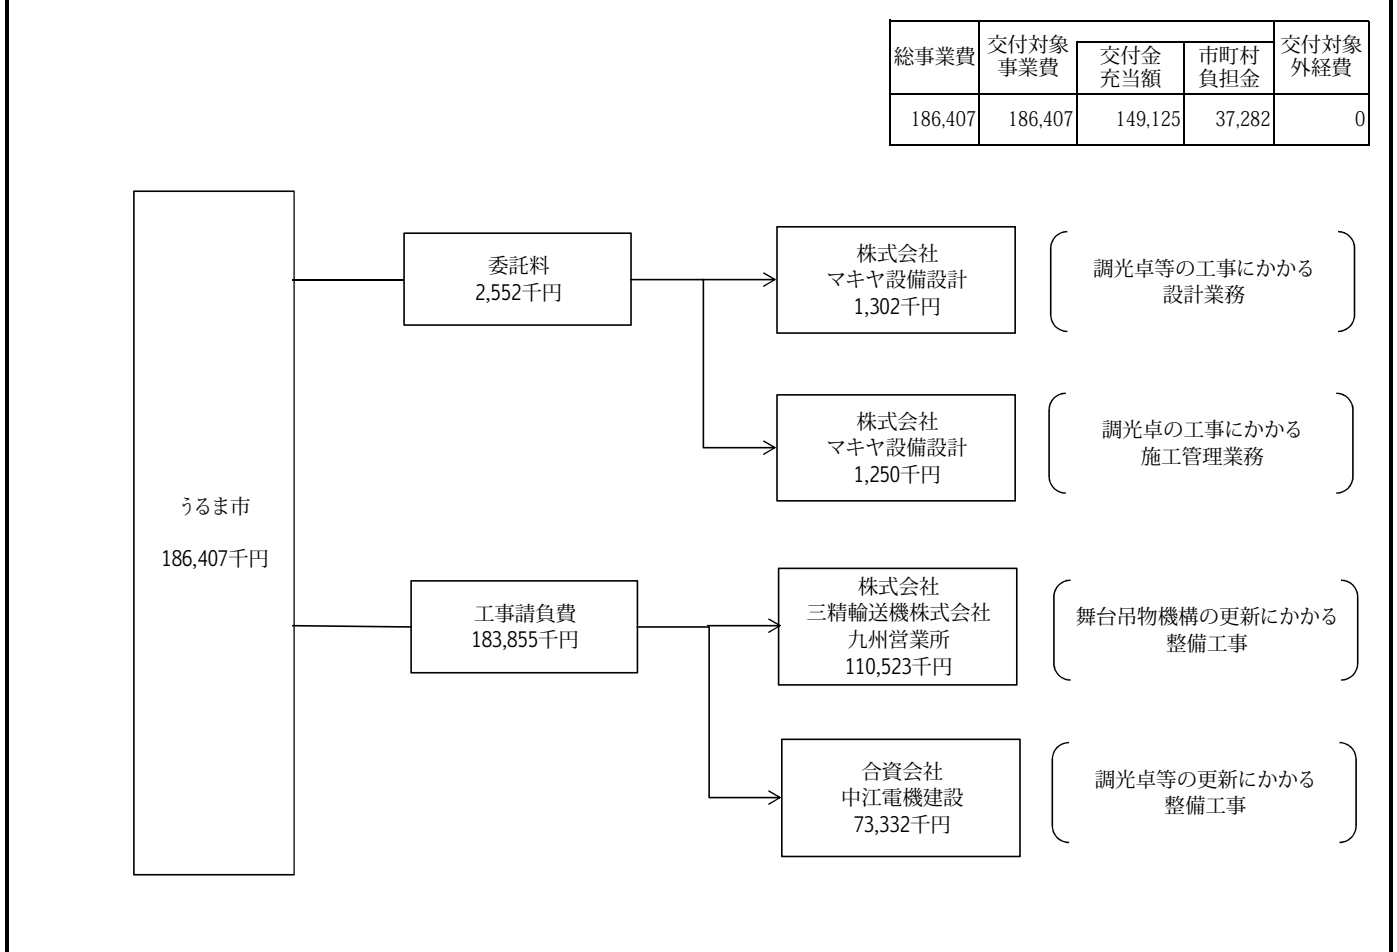 総事業費
交付対象
事業費
交付金
充当額
市町村
負担金
交付対象
外経費
186,407
186,407
149,125
37,282
0
うるま市
186,407千円
委託料
2,552千円
株式会社
マキヤ設備設計
1,302千円
調光卓等の工事にかかる
設計業務
株式会社
マキヤ設備設計
1,250千円
調光卓の工事にかかる
施工管理業務
工事請負費
183,855千円
株式会社
三精輸送機株式会社
九州営業所
110,523千円
舞台吊物機構の更新にかかる
整備工事
合資会社
中江電機建設
73,332千円
調光卓等の更新にかかる
整備工事